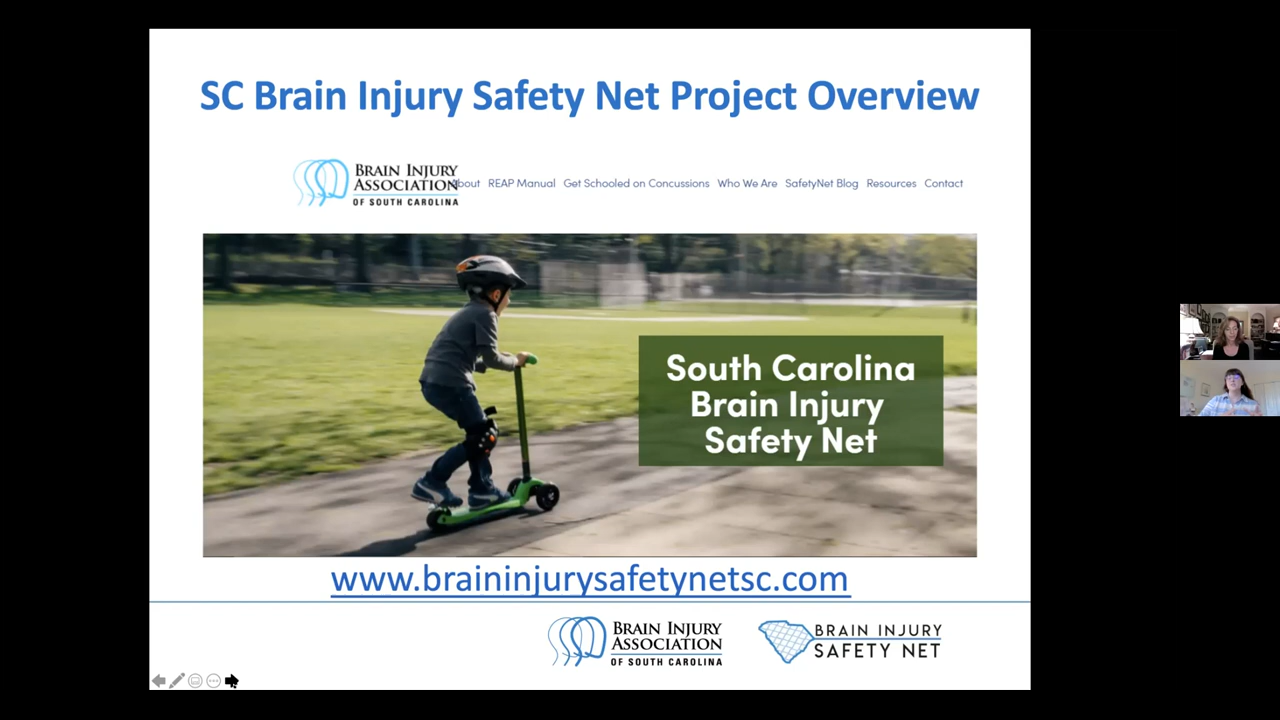 SC Brain Injury Safety Net Project Overview
BRAIN INJURY
ASSOCIATION
OF SOUTH CAROLINA
About REAP Manual Get Schooled on Concussions Who We Are SafetyNet Blog Resources Contact
South Carolina
Brain Injury
Safety Net
www.braininjurysafetynetsc.com
BRAIN INJURY
ASSOCIATION
OF SOUTH CAROLINA
BRAIN INJURY
SAFETY NET